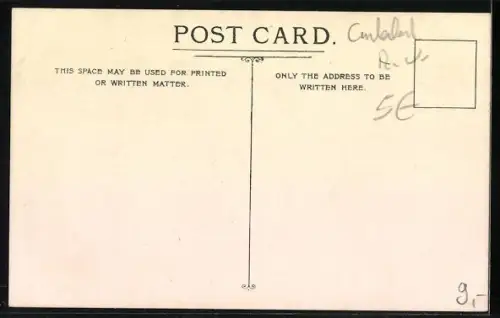 POST CARD.
THIS SPACE MAY BE USED FOR PRINTED
OR WRITTEN MATTER.
ONLY THE ADDRESS TO BE
WRITTEN HERE.
5€
9,-